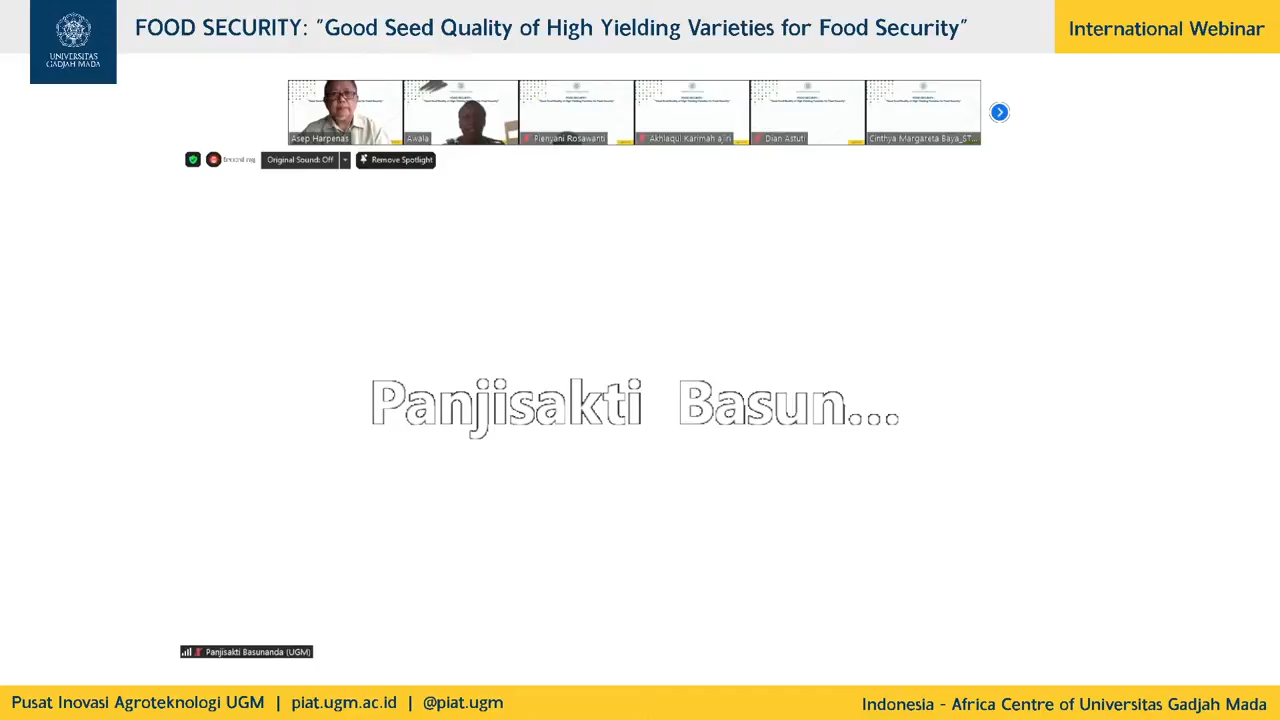 FOOD SECURITY: "Good Seed Quality of High Yielding Varieties for Food Security"
International Webinar
UNIVERSITAS
GADJAH MADA
Asep Harpenas
Awala
Pienyani Rosawanti
Akhlaqul Karimah ajiri
Dian Astuti
Cinthya Margareta Baya_ST...
Original Sound: Off
Remove Spotlight
Panjisakti Basun...
Panjisakti Basunanda (UGM)
Pusat Inovasi Agroteknologi UGM | piat.ugm.ac.id | @piat.ugm
Indonesia - Africa Centre of Universitas Gadjah Mada